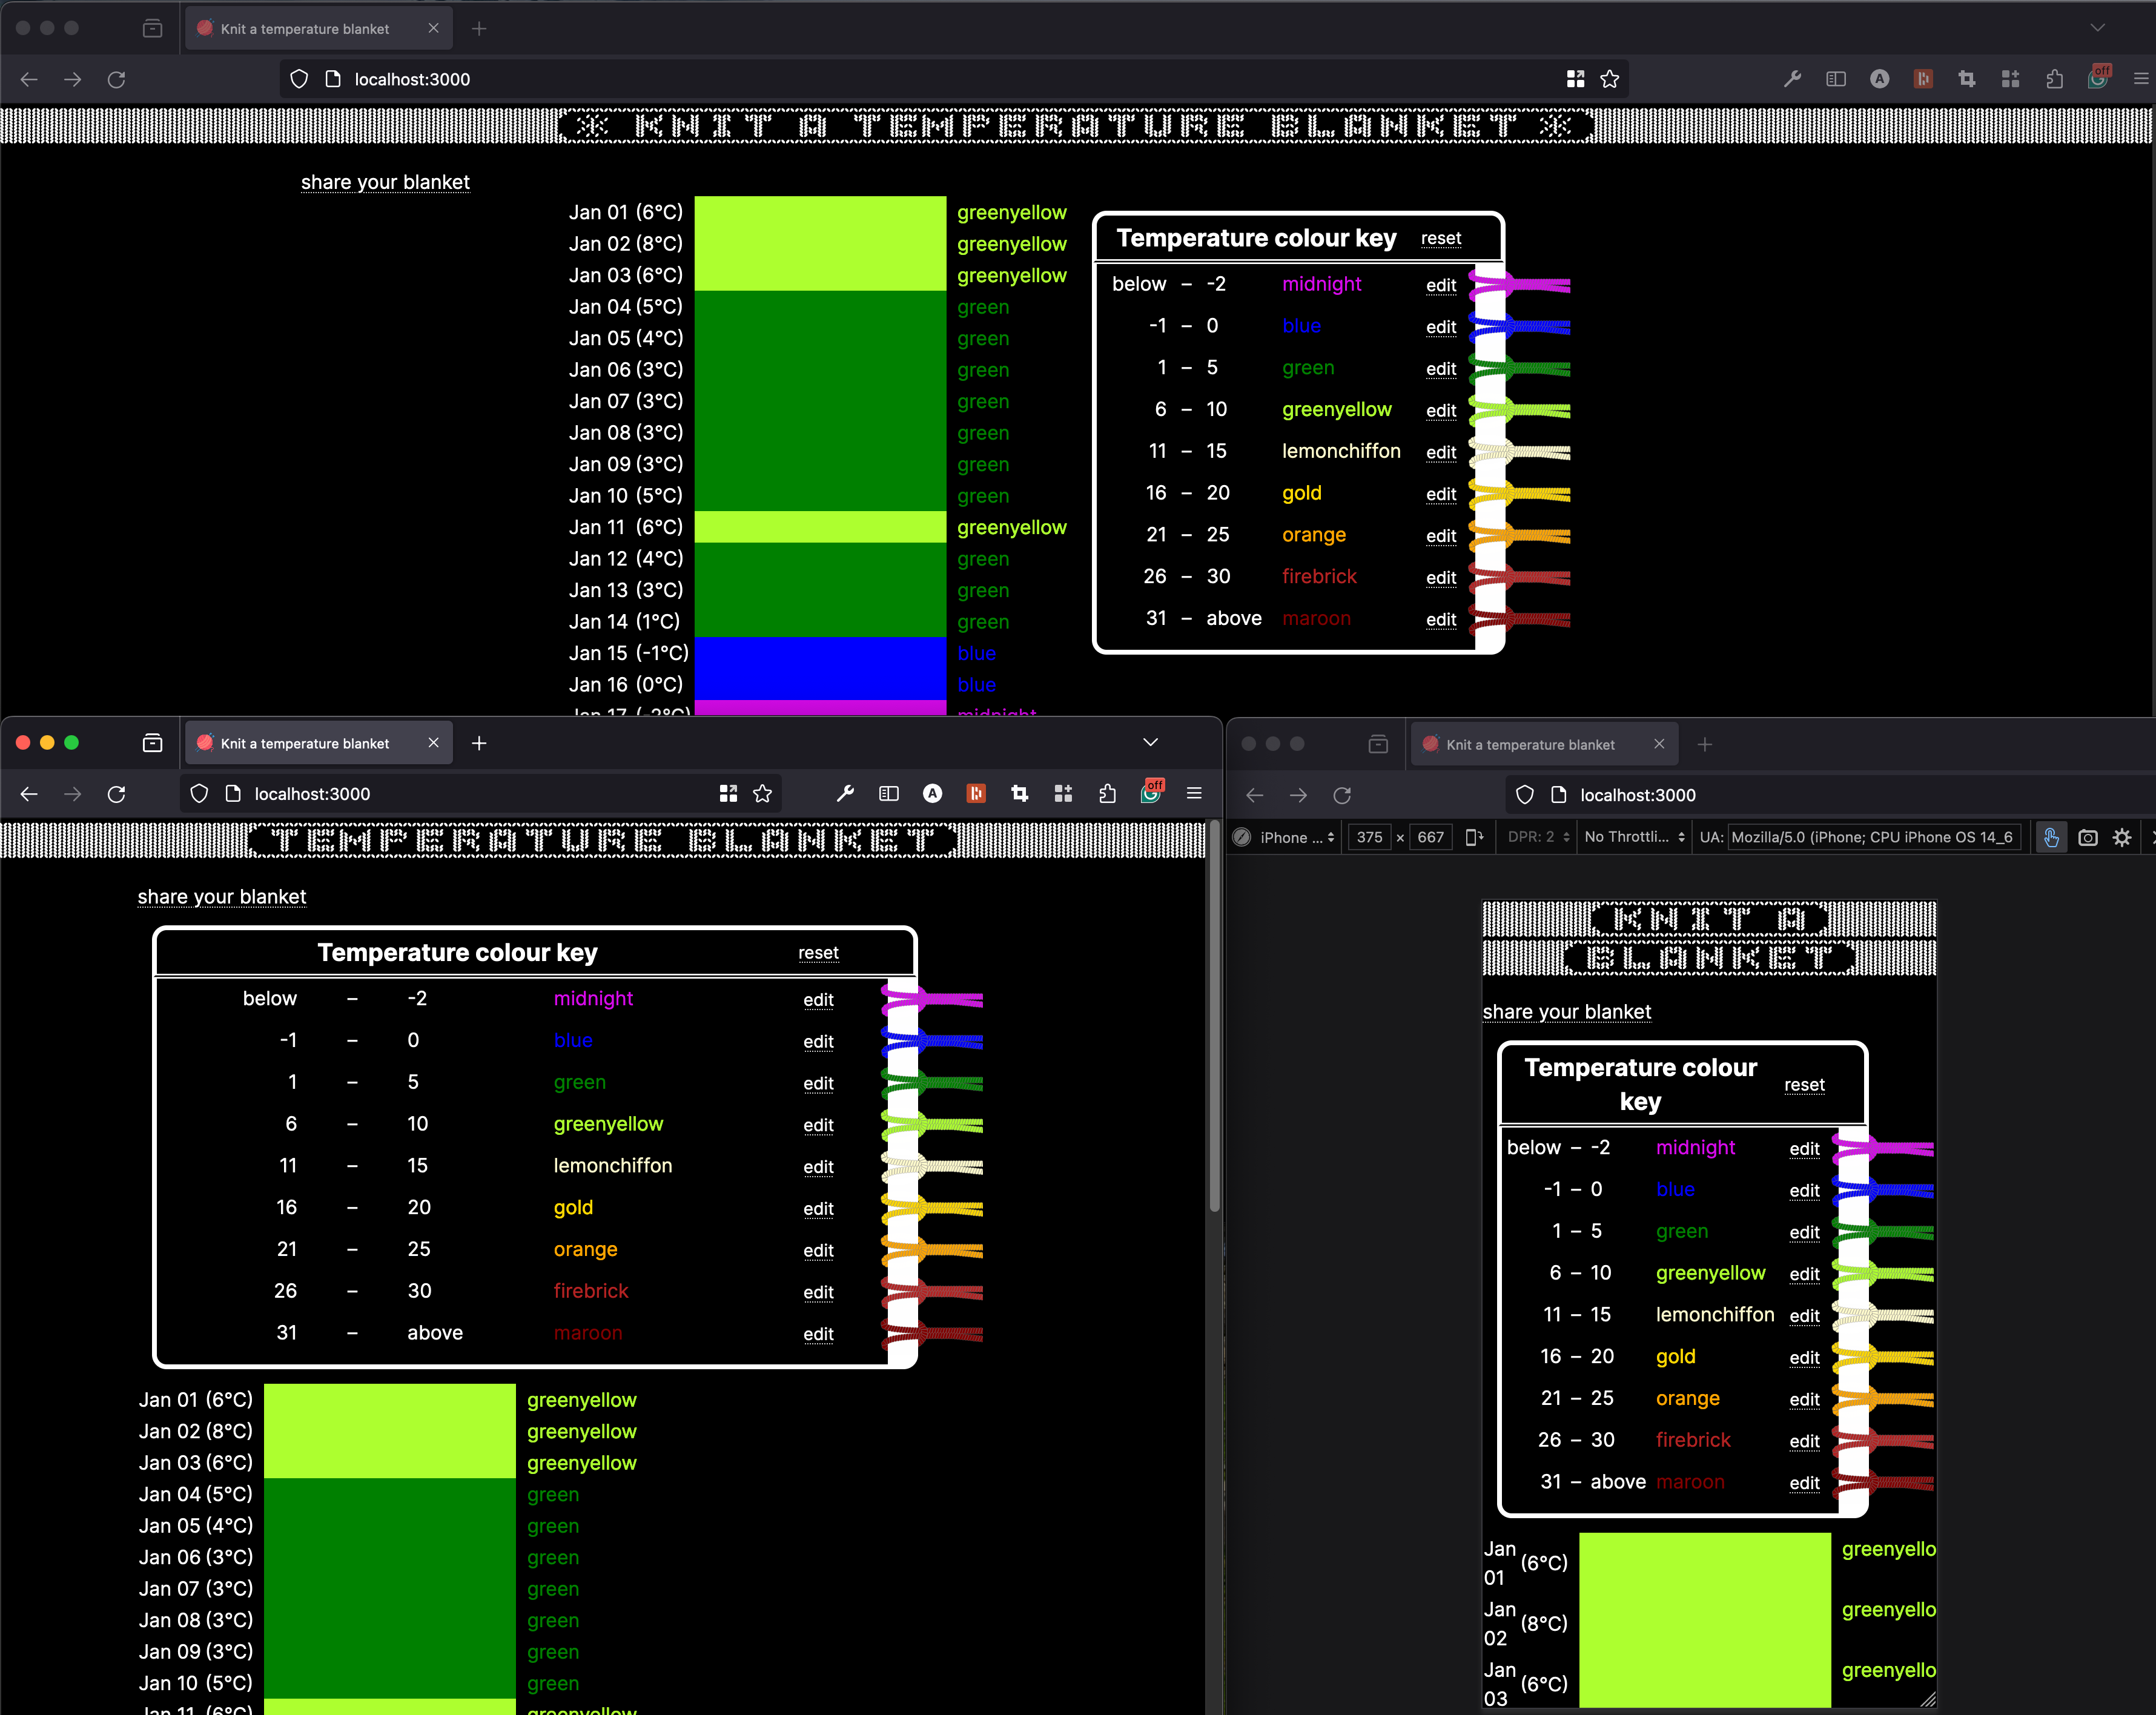 Knit a temperature blanket
localhost:3000
off
KNIT A TEMPERATURE BLANKET
share your blanket
Jan 01 (6°C) greenyellow
Jan 02 (8°C) greenyellow
Jan 03 (6°C) greenyellow
Jan 04 (5°C) green
Jan 05 (4°C) green
Jan 06 (3°C) green
Jan 07 (3°C) green
Jan 08 (3°C) green
Jan 09 (3°C) green
Jan 10 (5°C) green
Jan 11 (6°C) greenyellow
Jan 12 (4°C) green
Jan 13 (3°C) green
Jan 14 (1°C) green
Jan 15 (-1°C) blue
Jan 16 (0°C) blue
Jan 17 (-2°C) midnight
Temperature colour key reset
below – -2 midnight edit
-1 – 0 blue edit
1 – 5 green edit
6 – 10 greenyellow edit
11 – 15 lemonchiffon edit
16 – 20 gold edit
21 – 25 orange edit
26 – 30 firebrick edit
31 – above maroon edit
Knit a temperature blanket
localhost:3000
off
TEMPERATURE BLANKET
share your blanket
Temperature colour key reset
below – -2 midnight edit
-1 – 0 blue edit
1 – 5 green edit
6 – 10 greenyellow edit
11 – 15 lemonchiffon edit
16 – 20 gold edit
21 – 25 orange edit
26 – 30 firebrick edit
31 – above maroon edit
Jan 01 (6°C) greenyellow
Jan 02 (8°C) greenyellow
Jan 03 (6°C) greenyellow
Jan 04 (5°C) green
Jan 05 (4°C) green
Jan 06 (3°C) green
Jan 07 (3°C) green
Jan 08 (3°C) green
Jan 09 (3°C) green
Jan 10 (5°C) green
Jan 11 (6°C) greenyellow
Knit a temperature blanket
localhost:3000
iPhone ... 375 × 667 DPR: 2 No Throttli... UA: Mozilla/5.0 (iPhone; CPU iPhone OS 14_6
KNIT A
BLANKET
share your blanket
Temperature colour
key
reset
below – -2 midnight edit
-1 – 0 blue edit
1 – 5 green edit
6 – 10 greenyellow edit
11 – 15 lemonchiffon edit
16 – 20 gold edit
21 – 25 orange edit
26 – 30 firebrick edit
31 – above maroon edit
Jan
01
(6°C) greenyello
Jan
02
(8°C) greenyello
Jan
03
(6°C) greenyello